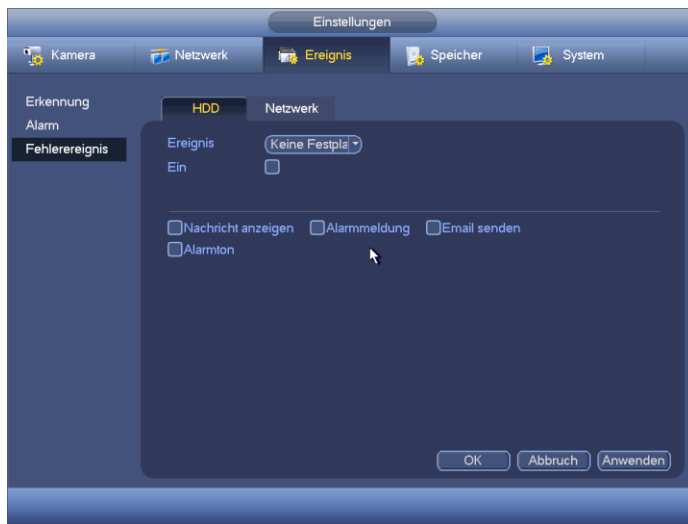 Einstellungen
Kamera Netzwerk Ereignis Speicher System
Erkennung
Alarm
Fehlerereignis
HDD Netzwerk
Ereignis Keine Festpla
Ein
Nachricht anzeigen Alarmmeldung Email senden
Alarmton
OK Abbruch Anwenden